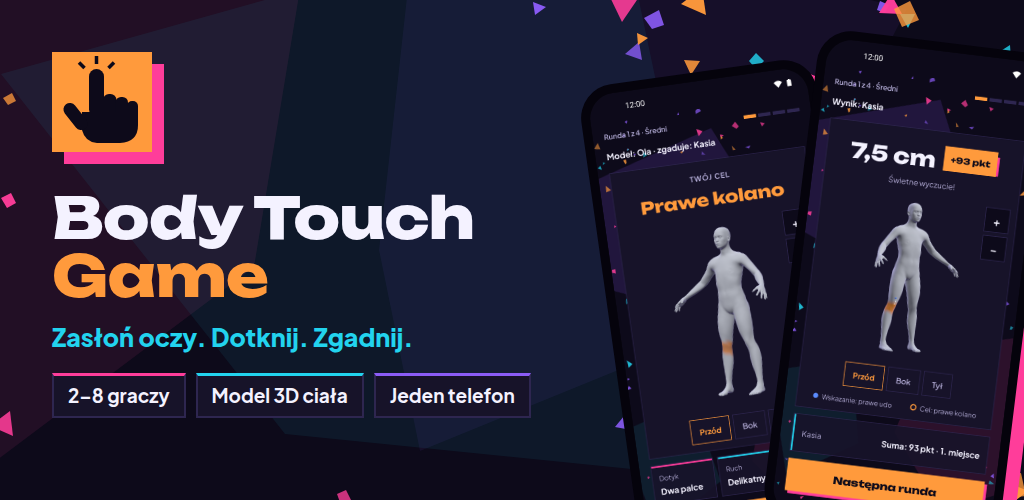 Body Touch
Game
Zasłoń oczy. Dotknij. Zgadnij.
2–8 graczy
Model 3D ciała
Jeden telefon
12:00
Runda 1 z 4 · Średni
Model: Ola · zgaduje: Kasia
TWÓJ CEL
Prawe kolano
+
Przód
Bok
Dotyk
Dwa palce
Ruch
Delikatny
12:00
Runda 1 z 4 · Średni
Wynik: Kasia
7,5 cm
+93 pkt
Świetne wyczucie!
+
−
Przód
Bok
Tył
Wskazanie: prawe udo
Cel: prawe kolano
Kasia
Suma: 93 pkt · 1. miejsce
Następna runda